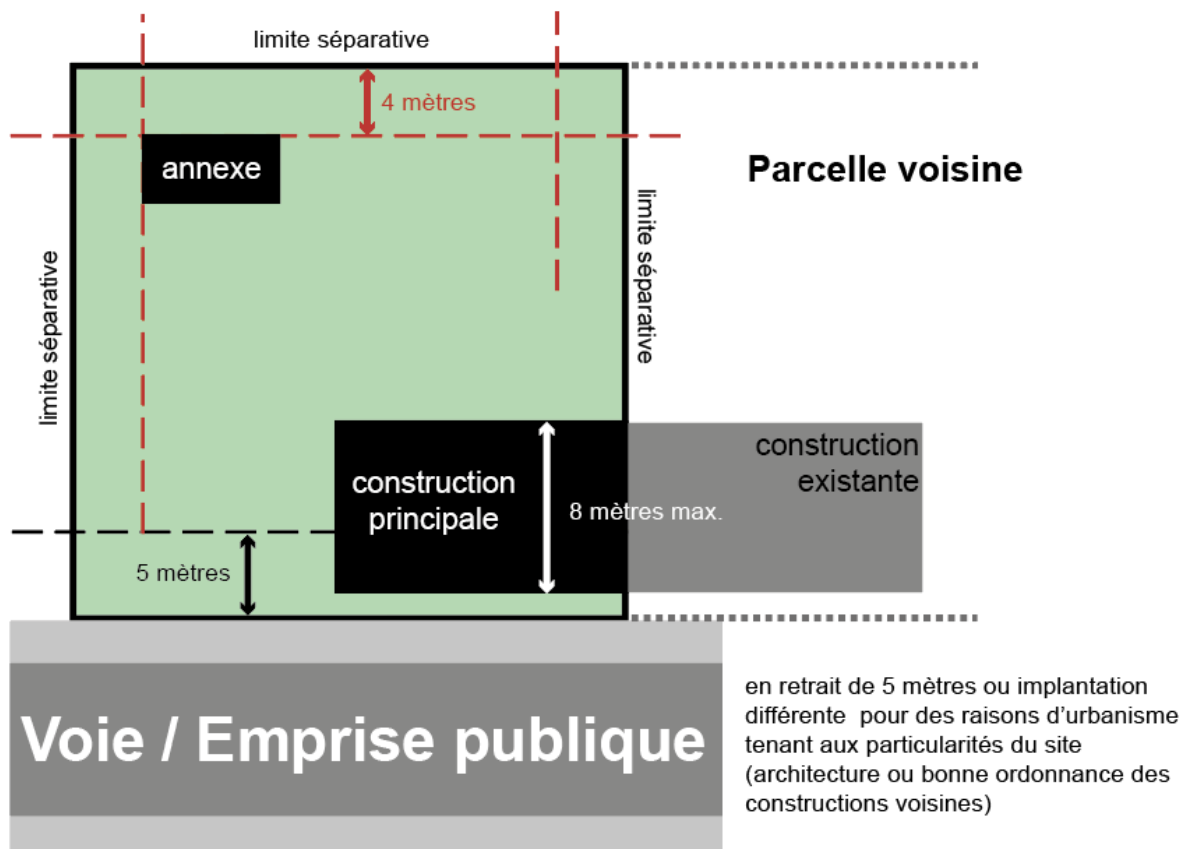 limite séparative
4 mètres
annexe
Parcelle voisine
limite séparative
limite séparative
construction
principale
8 mètres max.
construction
existante
5 mètres
Voie / Emprise publique
en retrait de 5 mètres ou implantation
différente pour des raisons d'urbanisme
tenant aux particularités du site
(architecture ou bonne ordonnance des
constructions voisines)